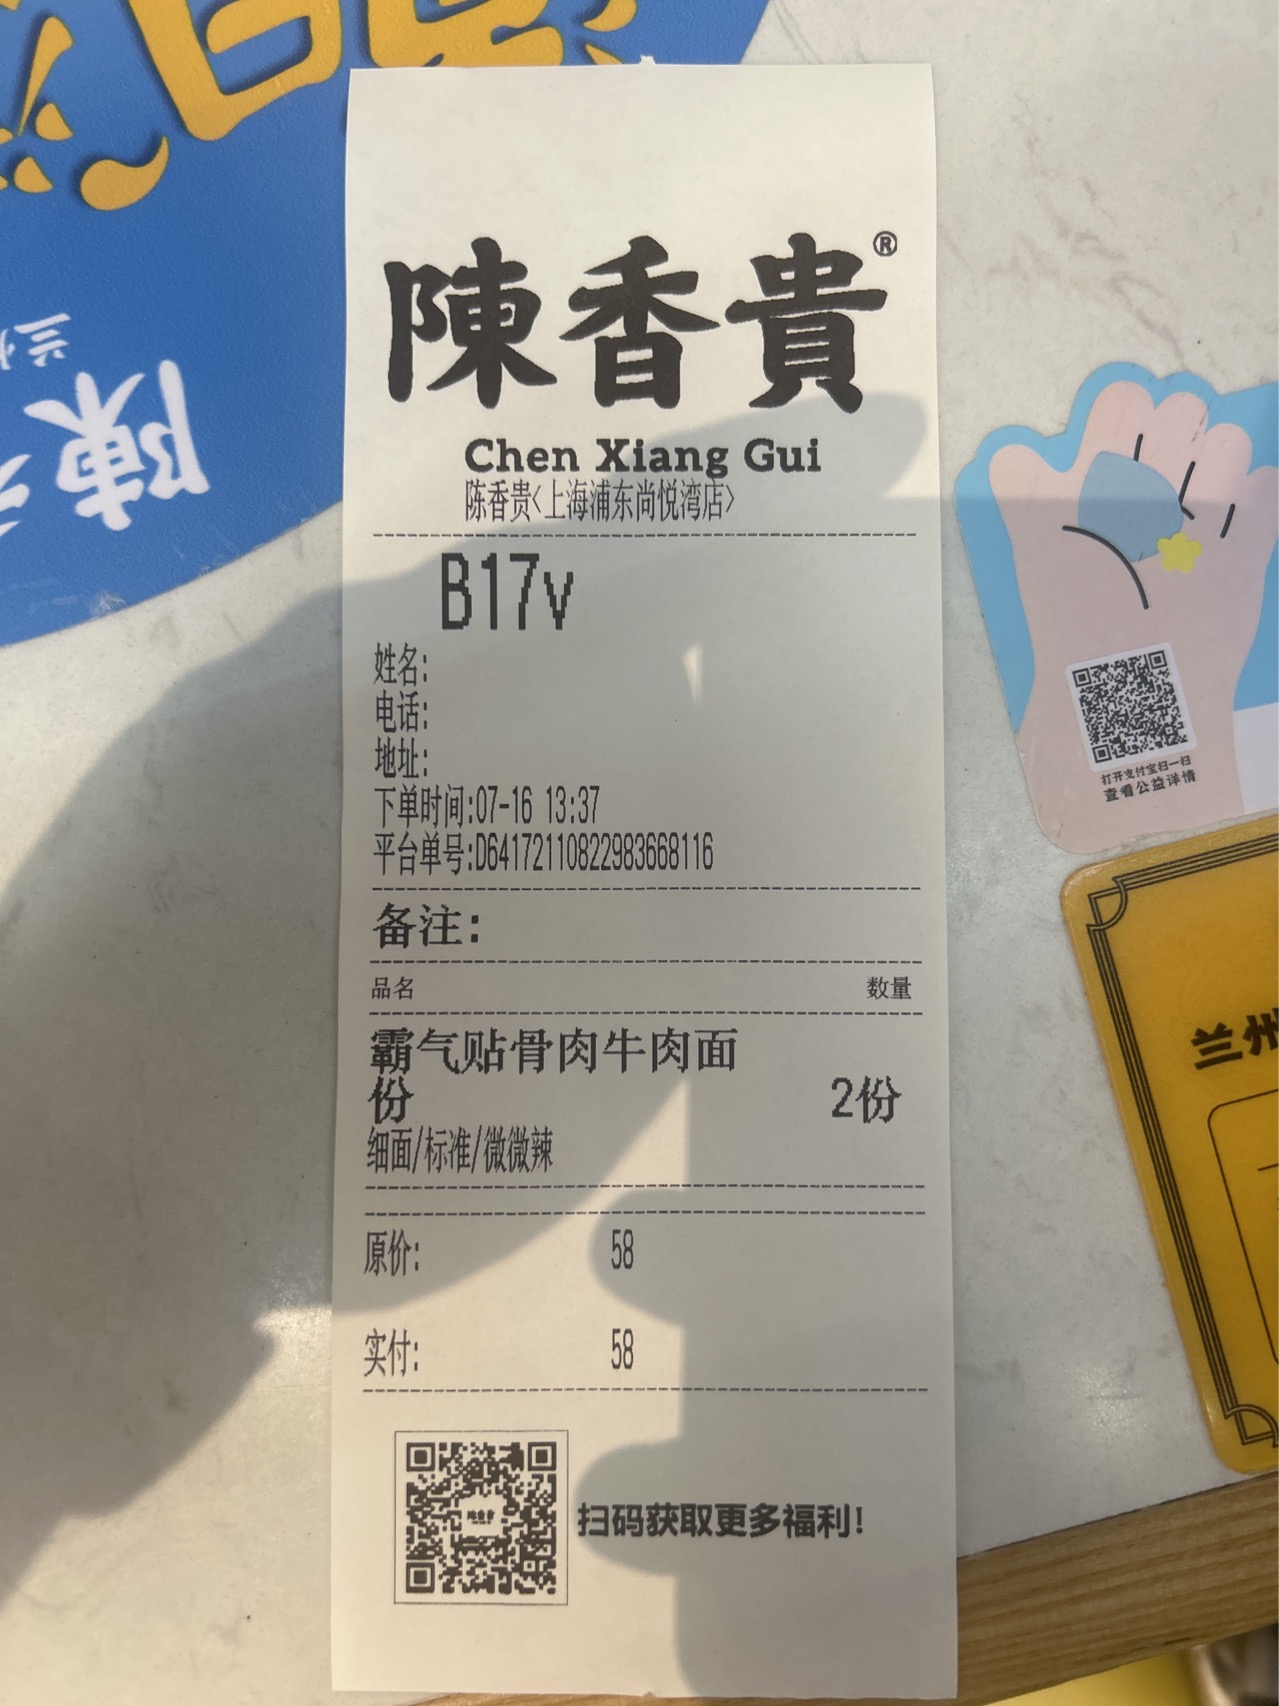 陳香貴®
Chen Xiang Gui
陈香贵<上海浦东尚悦湾店>
B17v
姓名:
电话:
地址:
下单时间:07-16 13:37
平台单号:D641721108229836​68116
备注:
品名 数量
霸气贴骨肉牛肉面
份 2份
细面/标准/微微辣
原价: 58
实付: 58
扫码获取更多福利!
打开支付宝扫一扫
查看公益详情
兰州
陳